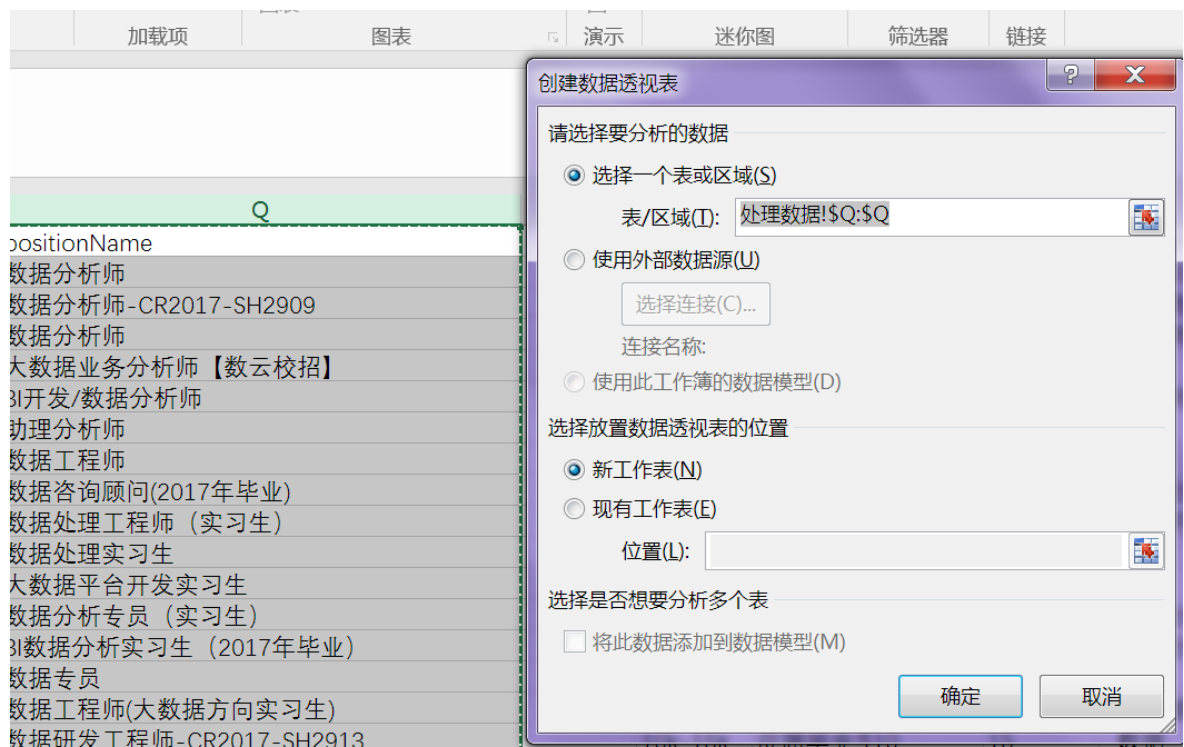 加载项
图表
演示
迷你图
筛选器
链接
创建数据透视表
请选择要分析的数据
选择一个表或区域(S)
表/区域(T):
处理数据!$Q:$Q
使用外部数据源(U)
选择连接(C)...
连接名称:
使用此工作簿的数据模型(D)
选择放置数据透视表的位置
新工作表(N)
现有工作表(E)
位置(L):
选择是否想要分析多个表
将此数据添加到数据模型(M)
确定
取消
Q
positionName
数据分析师
数据分析师-CR2017-SH2909
数据分析师
大数据业务分析师【数云校招】
BI开发/数据分析师
助理分析师
数据工程师
数据咨询顾问(2017年毕业)
数据处理工程师（实习生）
数据处理实习生
大数据平台开发实习生
数据分析专员（实习生）
BI数据分析实习生（2017年毕业）
数据专员
数据工程师(大数据方向实习生)
数据研发工程师-CR2017-SH2913